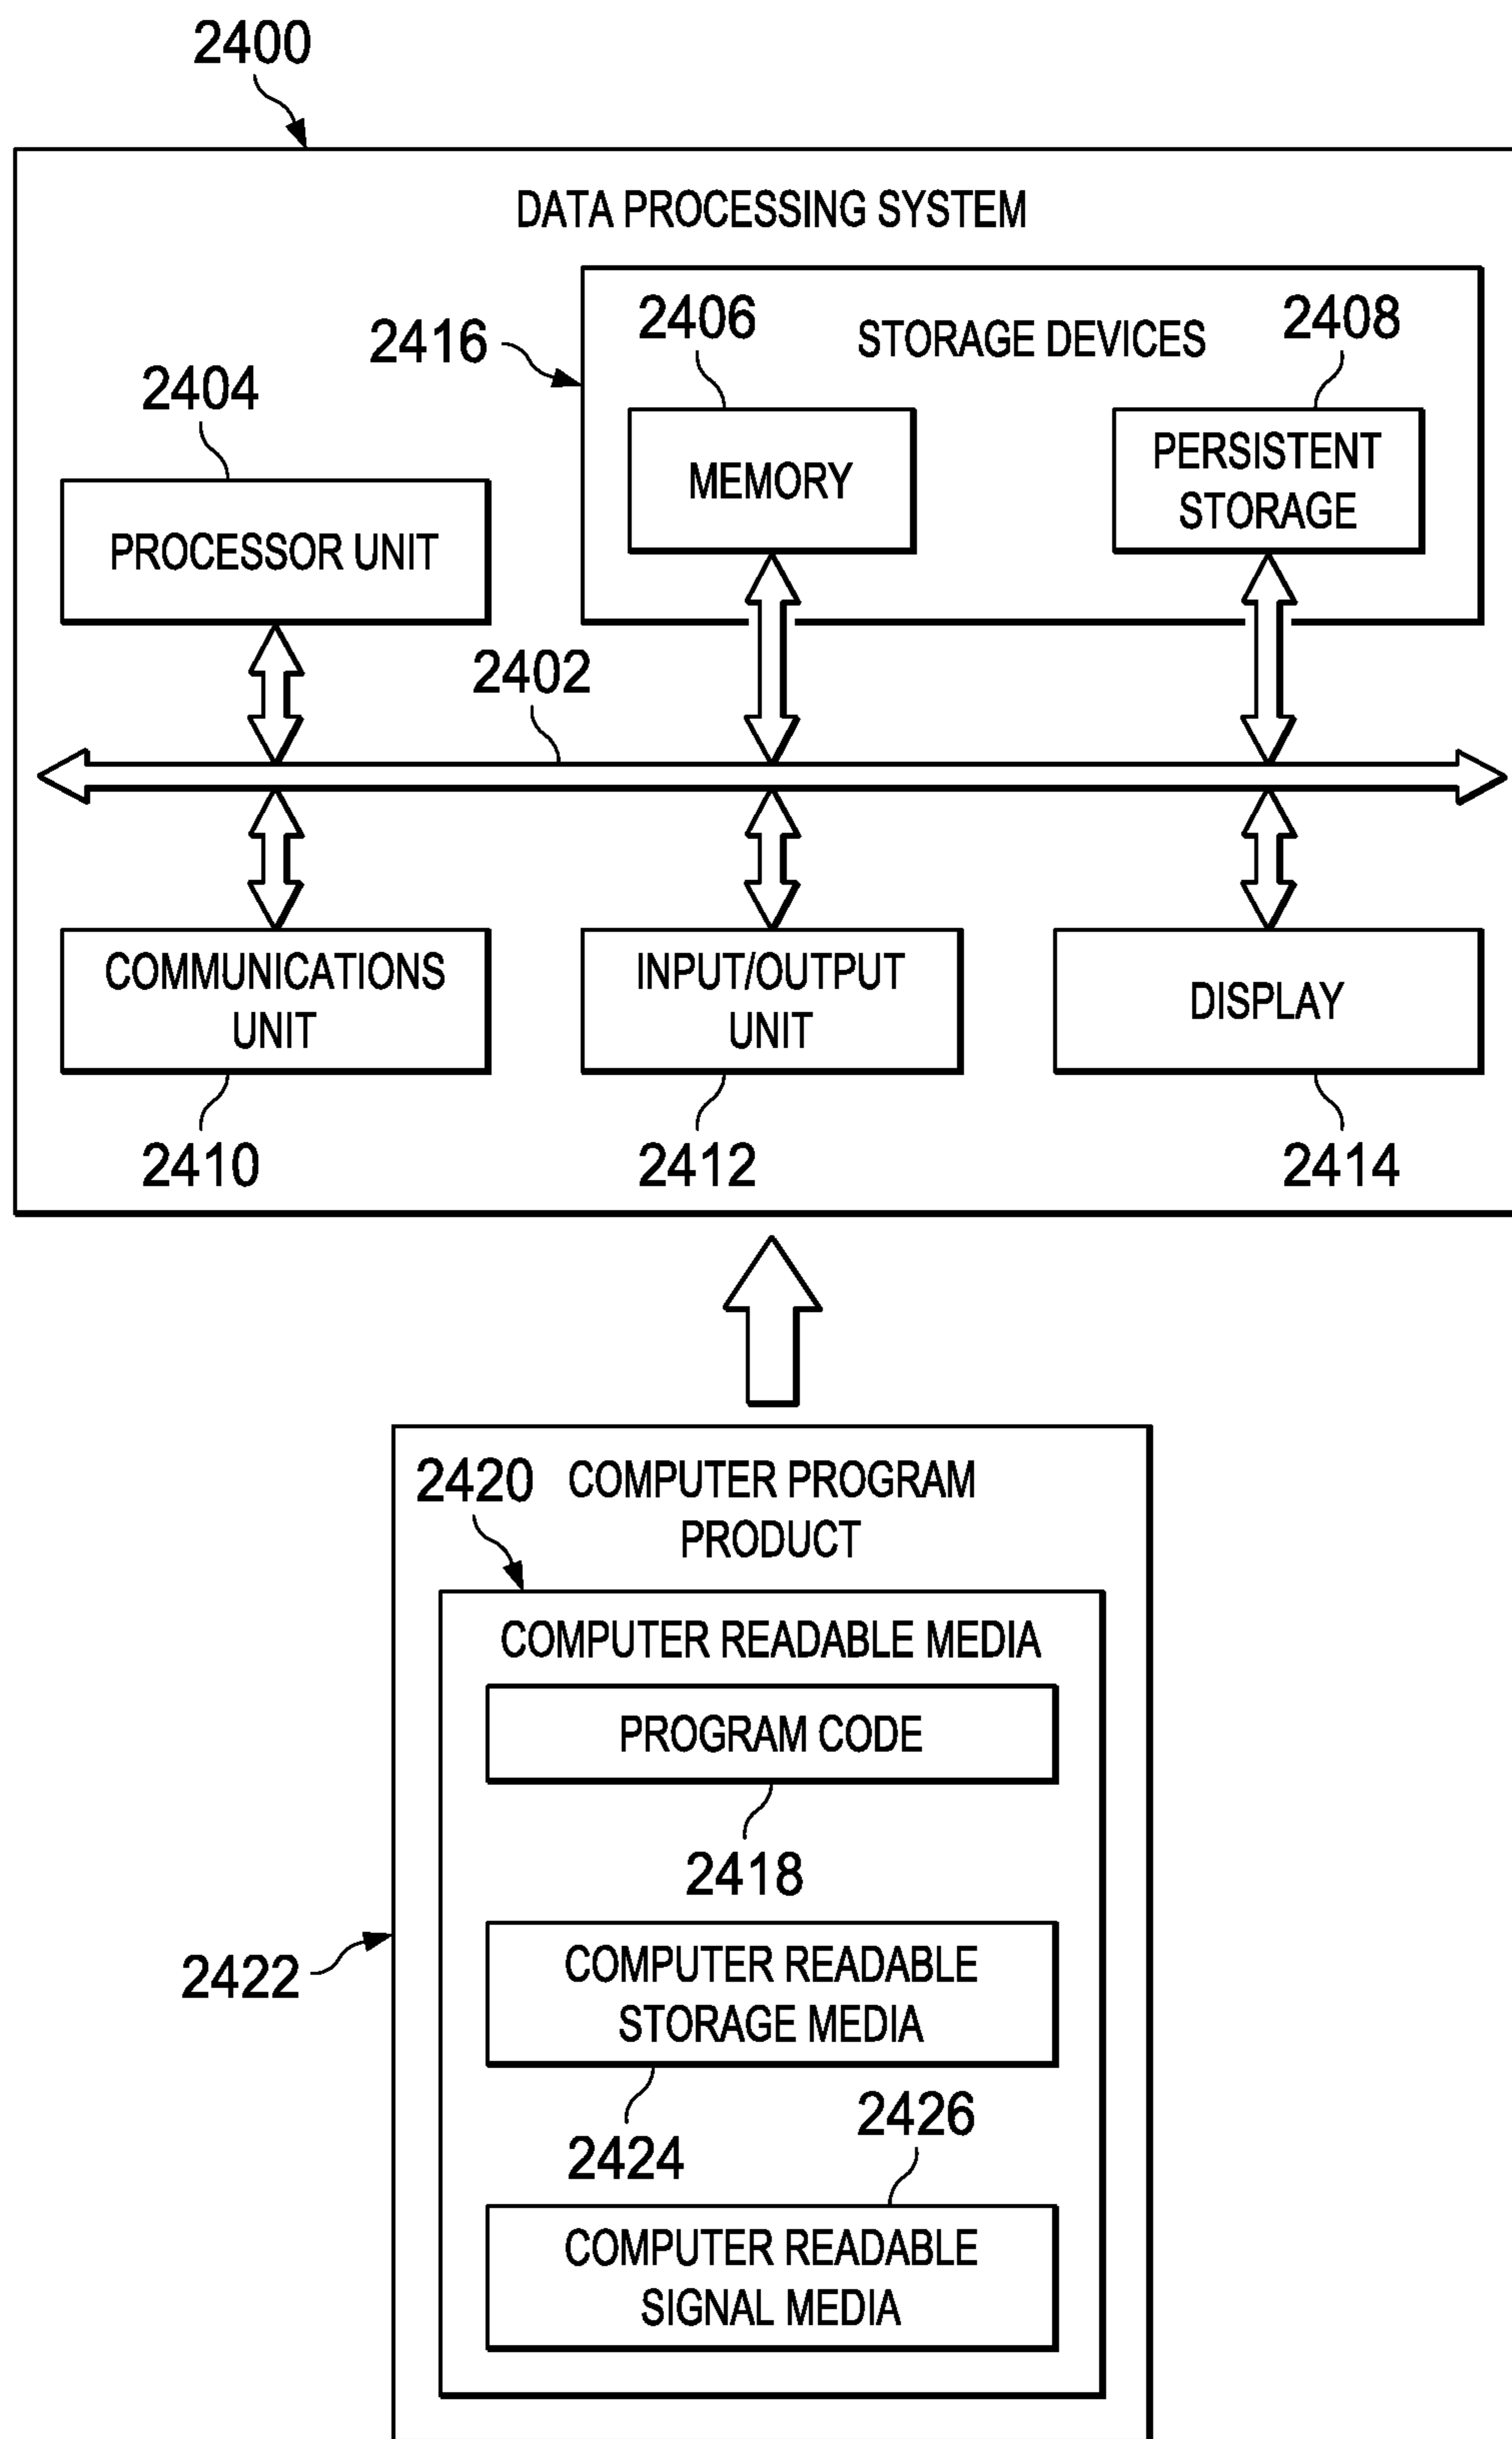 2400
DATA PROCESSING SYSTEM
2416
2406
STORAGE DEVICES
2408
2404
MEMORY
PERSISTENT
STORAGE
PROCESSOR UNIT
2402
COMMUNICATIONS
UNIT
INPUT/OUTPUT
UNIT
DISPLAY
2410
2412
2414
2420
COMPUTER PROGRAM
PRODUCT
COMPUTER READABLE MEDIA
PROGRAM CODE
2418
2422
COMPUTER READABLE
STORAGE MEDIA
2424
2426
COMPUTER READABLE
SIGNAL MEDIA